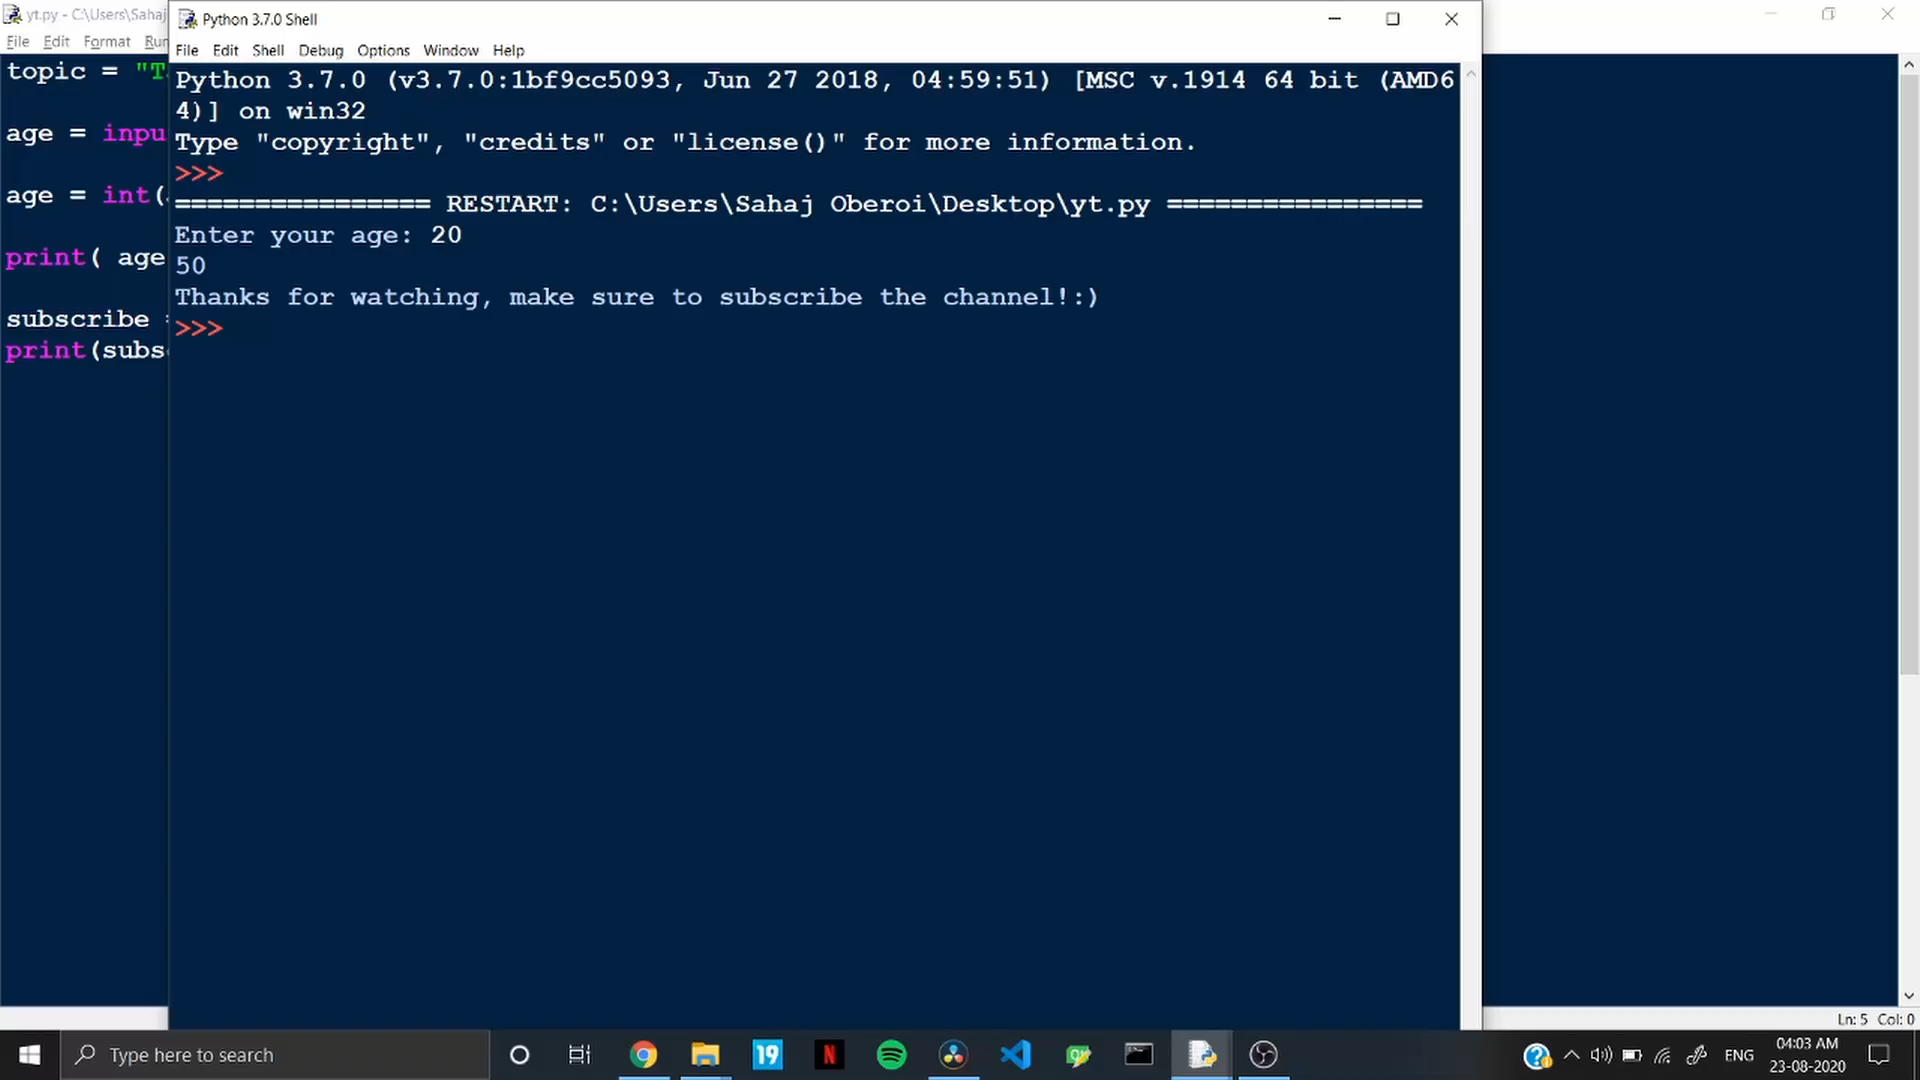 yt.py - C:\Users\Sahaj
File Edit Format Run
topic = "T
age = inpu
age = int(
print( age
subscribe =
print(subs
Python 3.7.0 Shell
File Edit Shell Debug Options Window Help
Python 3.7.0 (v3.7.0:1bf9cc5093, Jun 27 2018, 04:59:51) [MSC v.1914 64 bit (AMD6
4)] on win32
Type "copyright", "credits" or "license()" for more information.
>>>
================ RESTART: C:\Users\Sahaj Oberoi\Desktop\yt.py ================
Enter your age: 20
50
Thanks for watching, make sure to subscribe the channel!:)
>>>
Ln: 5 Col: 0
Type here to search
19
N
ENG
04:03 AM
23-08-2020